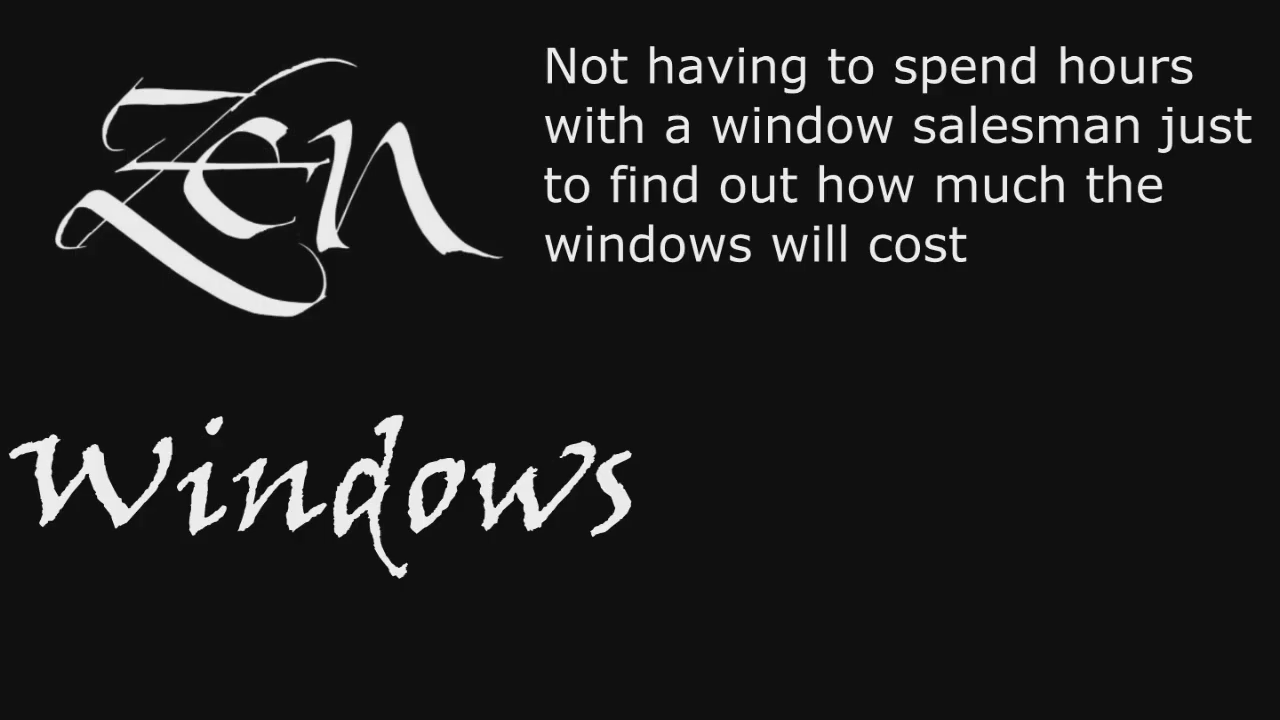 Zen
Not having to spend hours
with a window salesman just
to find out how much the
windows will cost
Windows